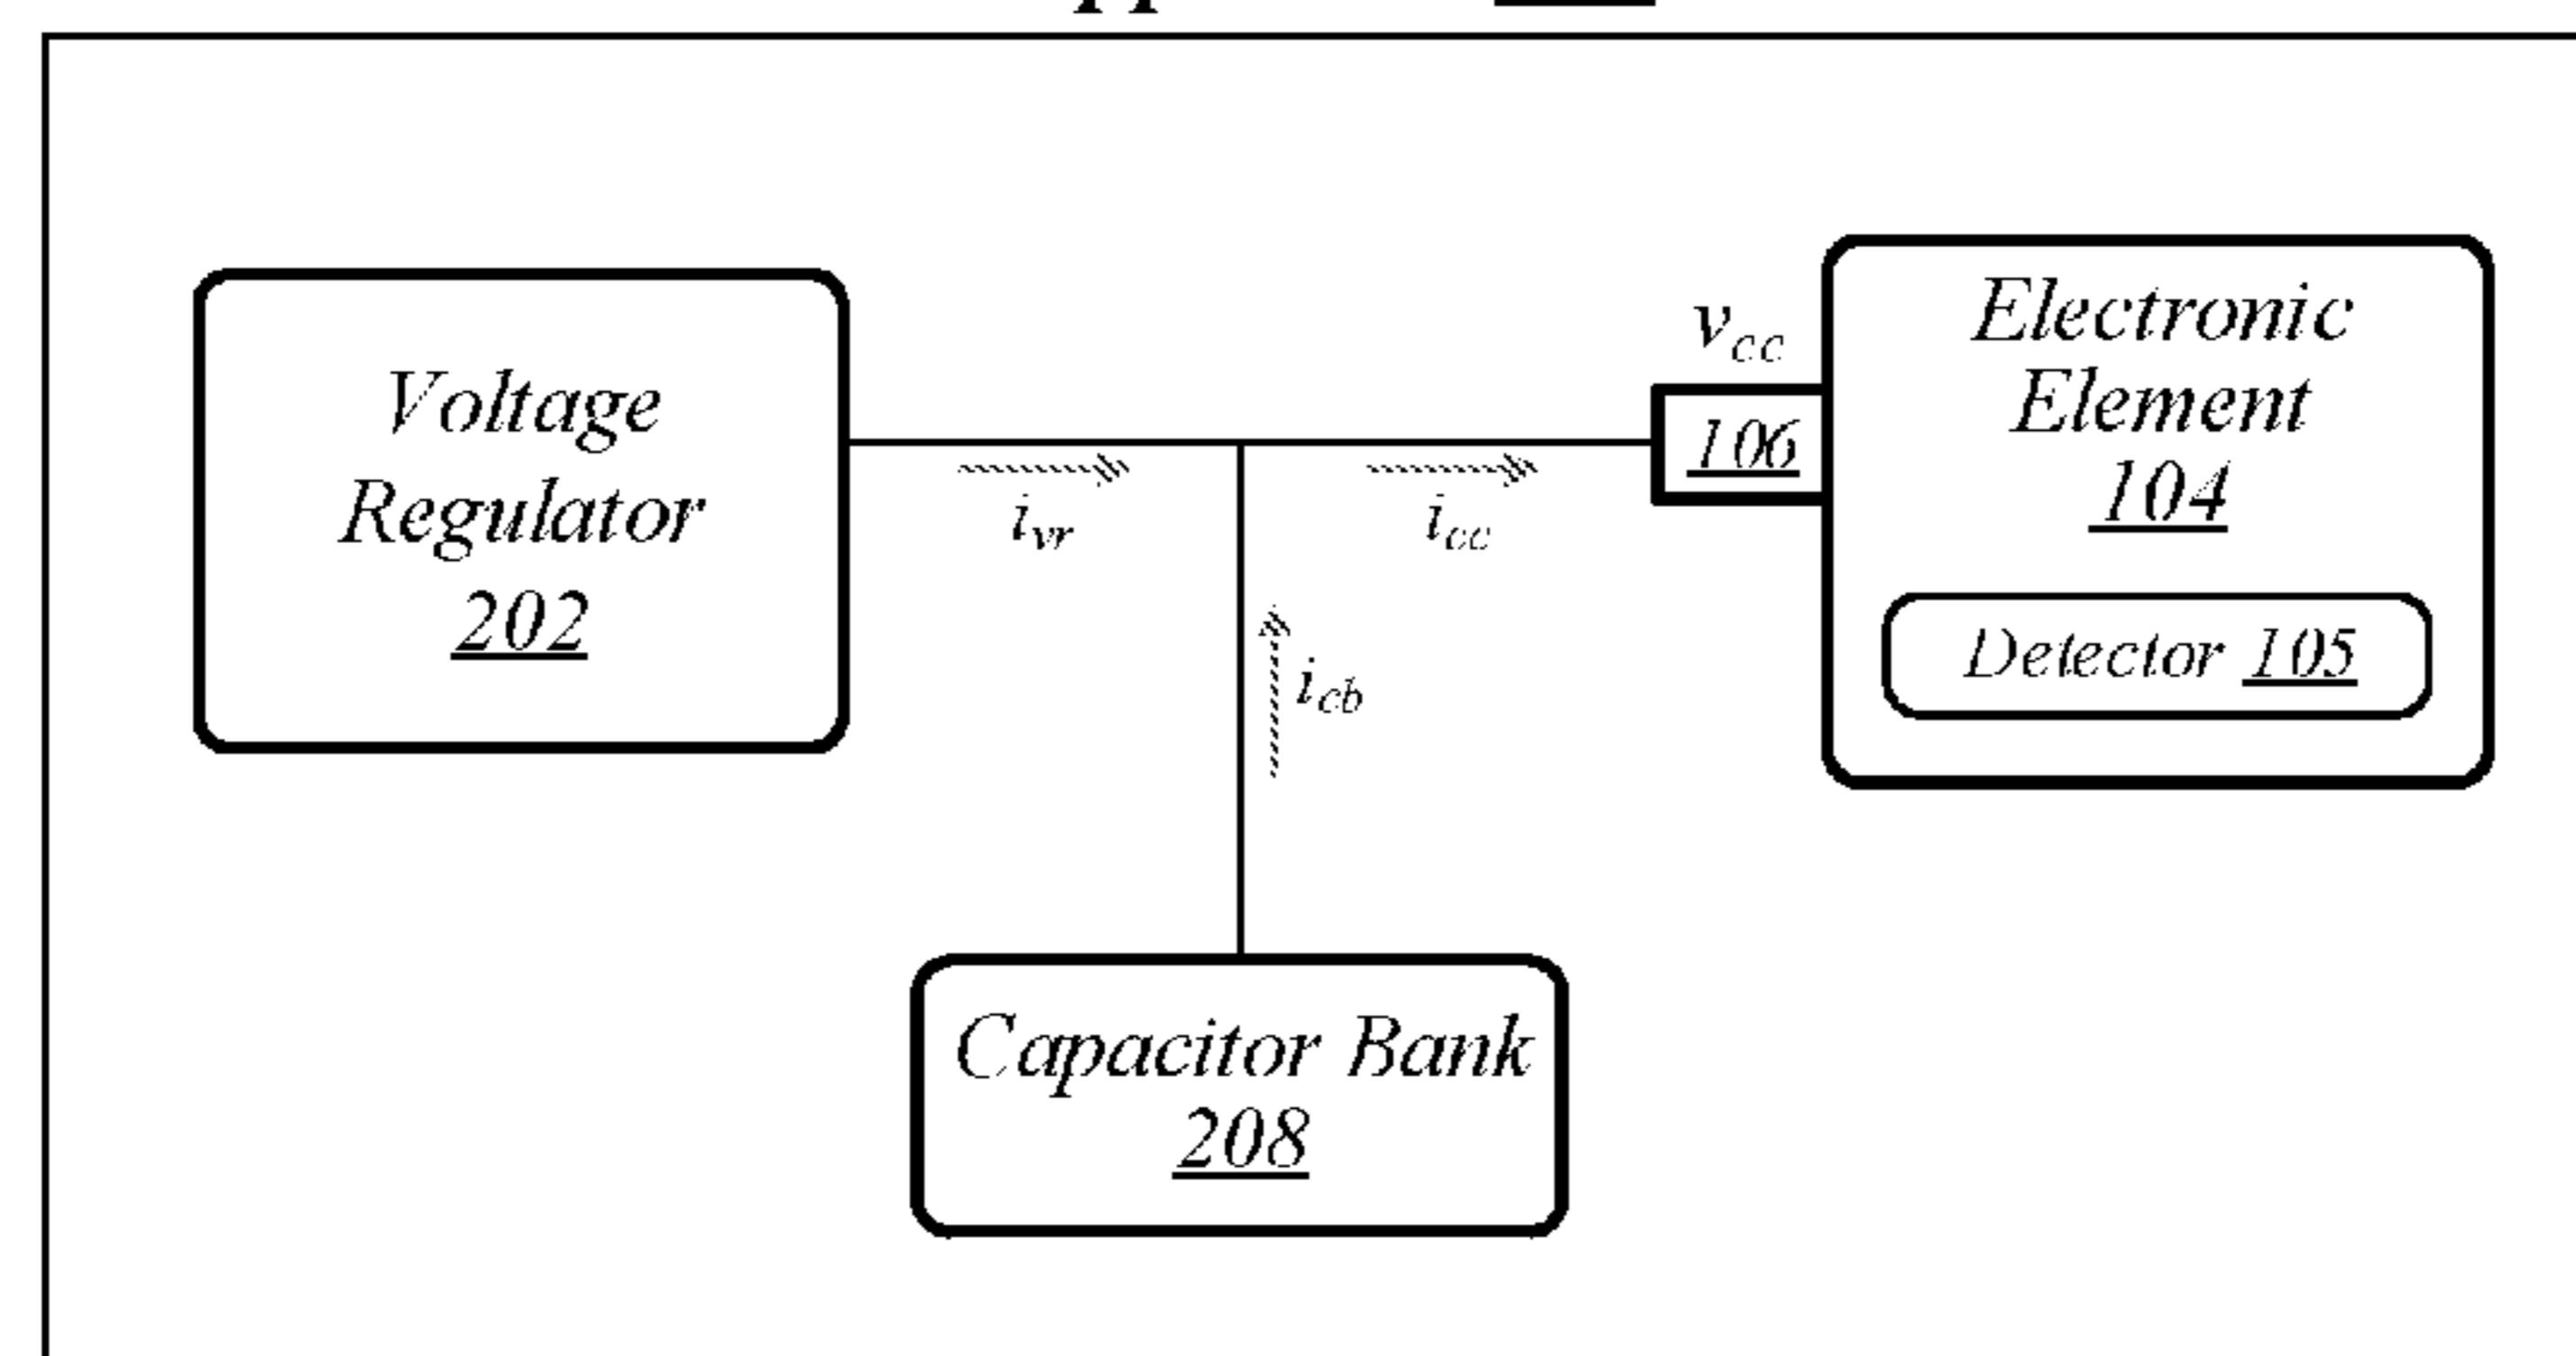 Voltage
Regulator
202
i_vr
i_cc
v_cc
106
Electronic
Element
104
Detector 105
i_cb
Capacitor Bank
208